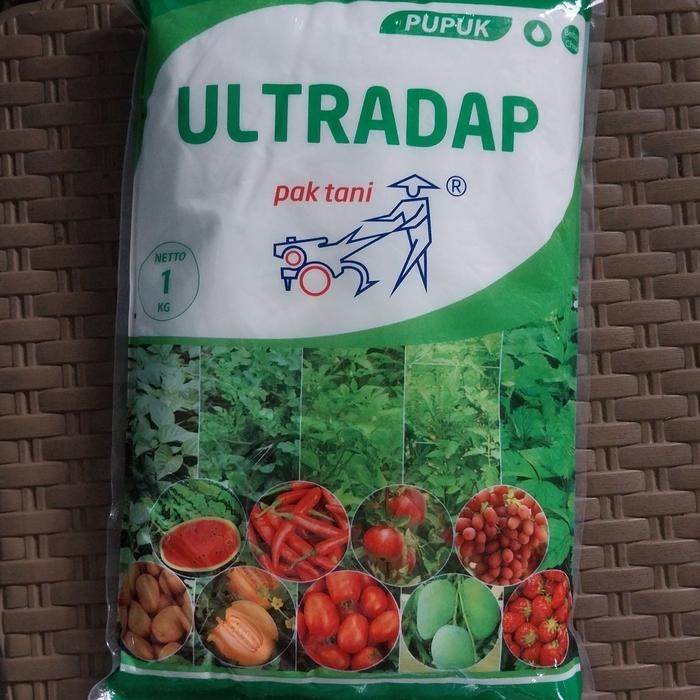 PUPUK
ULTRADAP
pak tani ®
NETTO
1
KG